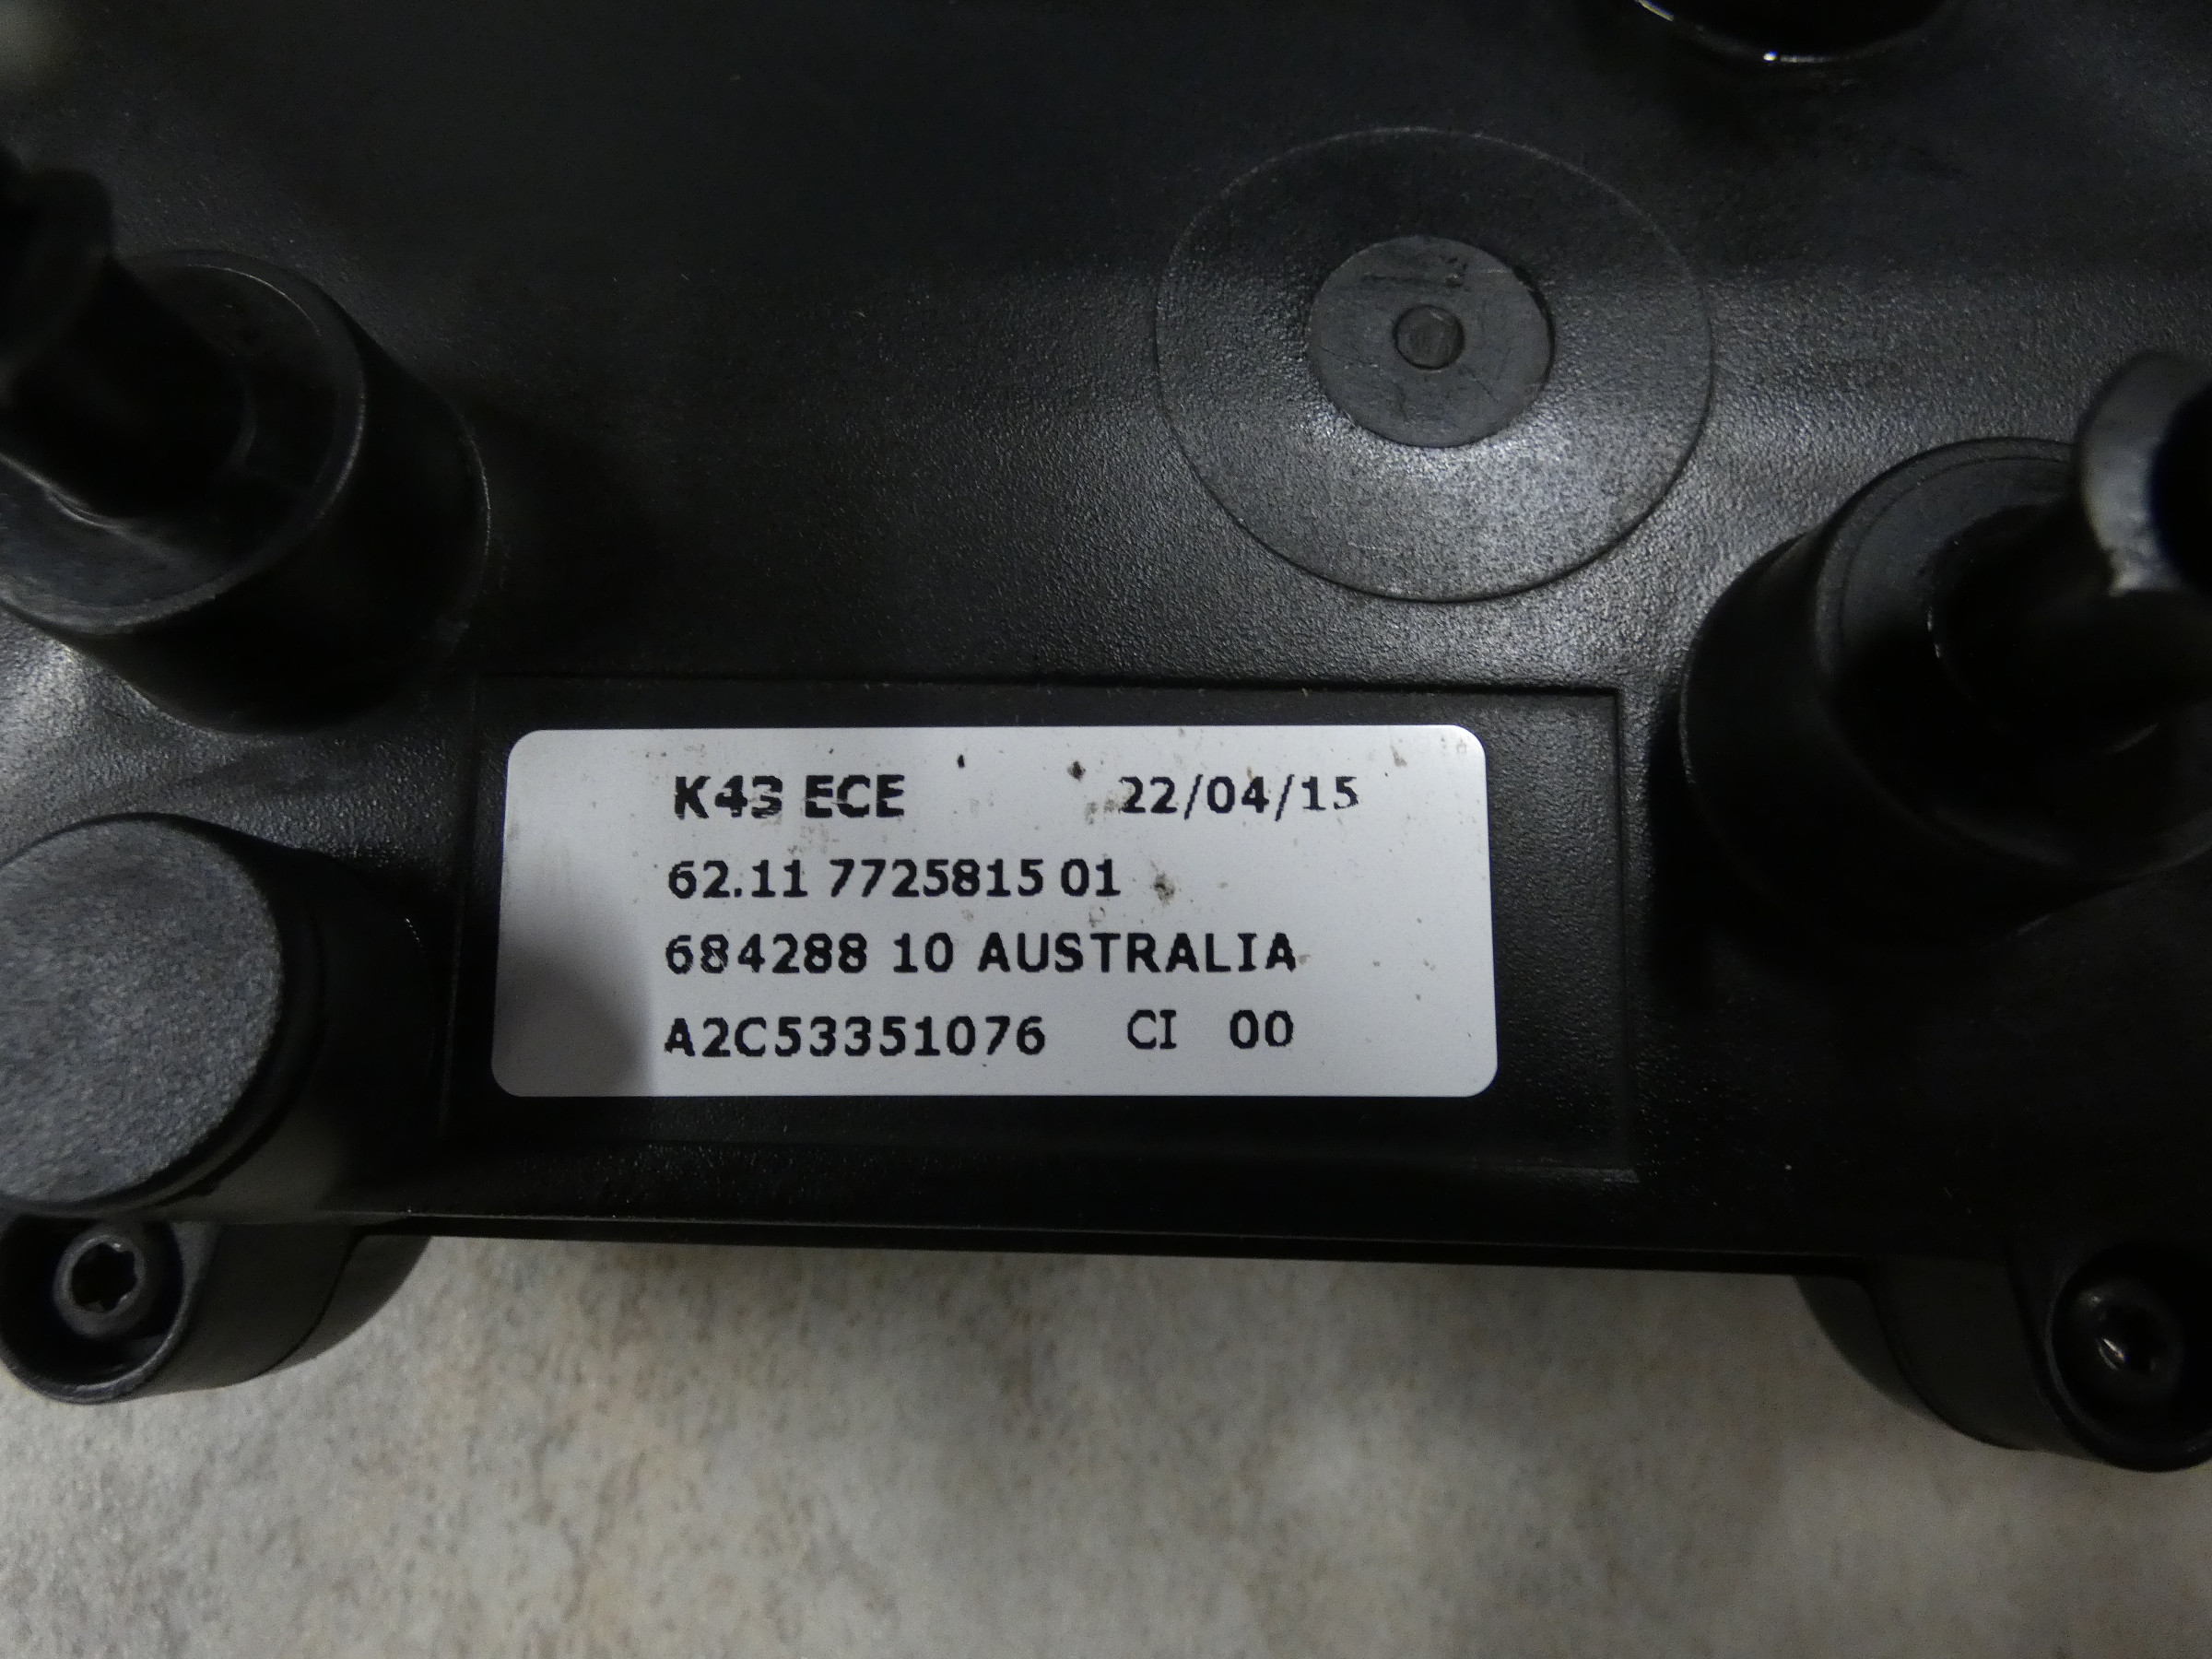 K43 ECE 22/04/15
62.11 7725815 01
684288 10 AUSTRALIA
A2C53351076 CI 00